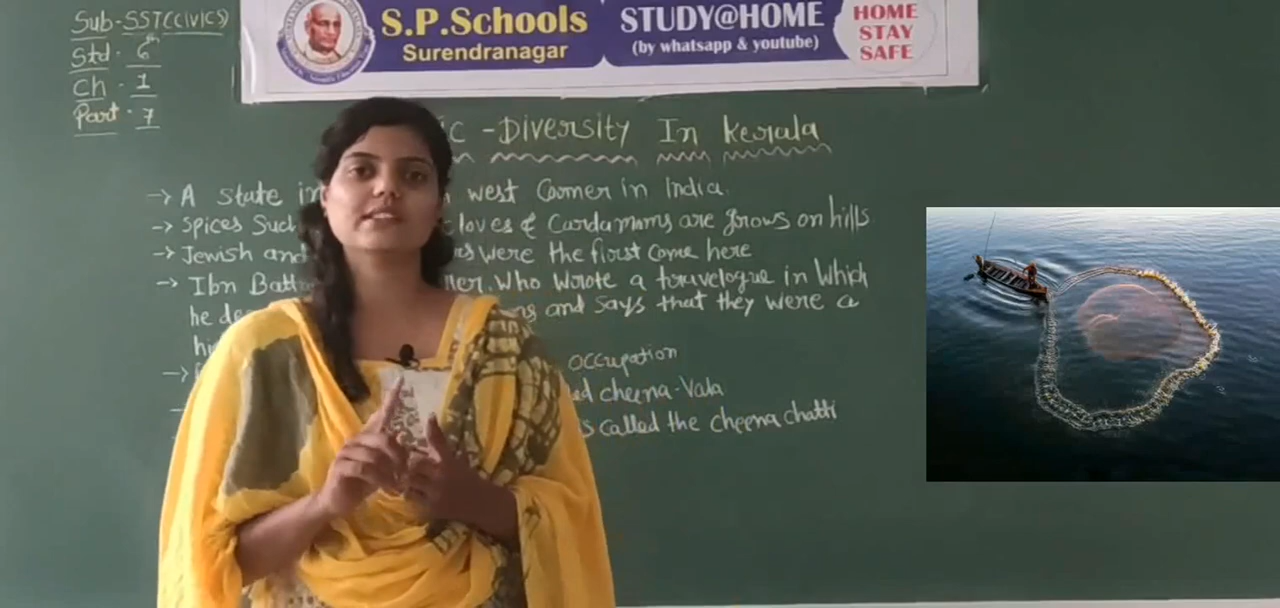 Sub-SST(CIVICS)
Std. 6th
Ch. 1
Part. 7
S.P.Schools
Surendranagar
STUDY@HOME
(by whatsapp & youtube)
HOME
STAY
SAFE
-Diversity In Kerala
→ A state in west Corner in India.
→ Spices Such cloves & Cardamoms are grows on hills
→ Jewish and were the first come here
→ Ibn Who wrote a travelogue in Which
he and says that they were a
→ occupation
cheena-Vala
called the cheena chatti